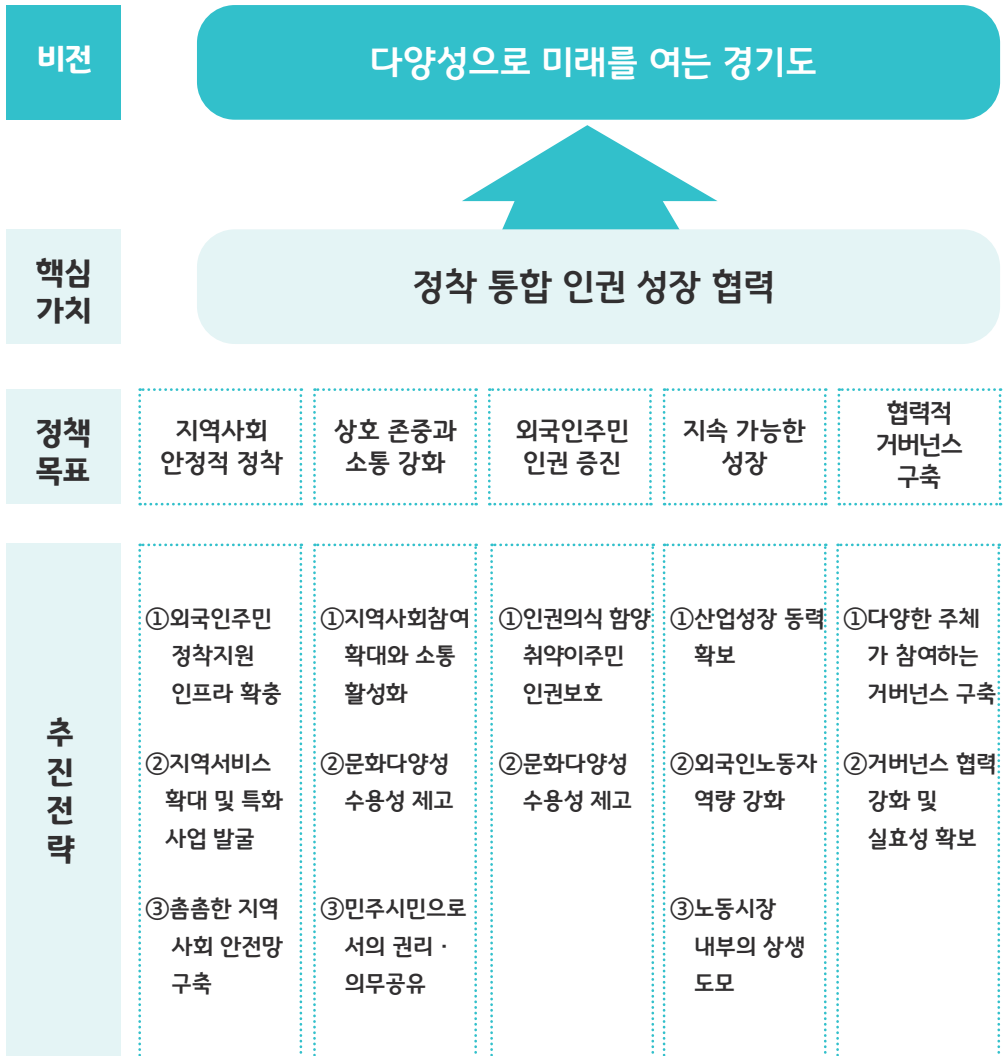 비전
다양성으로 미래를 여는 경기도
핵심
가치
정착 통합 인권 성장 협력
정책
목표
지역사회
안정적 정착
상호 존중과
소통 강화
외국인주민
인권 증진
지속 가능한
성장
협력적
거버넌스
구축
추
진
전
략
①외국인주민
정착지원
인프라 확충
②지역서비스
확대 및 특화
사업 발굴
③촘촘한 지역
사회 안전망
구축
①지역사회참여
확대와 소통
활성화
②문화다양성
수용성 제고
③민주시민으로
서의 권리·
의무공유
①인권의식 함양
취약이주민
인권보호
②문화다양성
수용성 제고
①산업성장 동력
확보
②외국인노동자
역량 강화
③노동시장
내부의 상생
도모
①다양한 주체
가 참여하는
거버넌스 구축
②거버넌스 협력
강화 및
실효성 확보